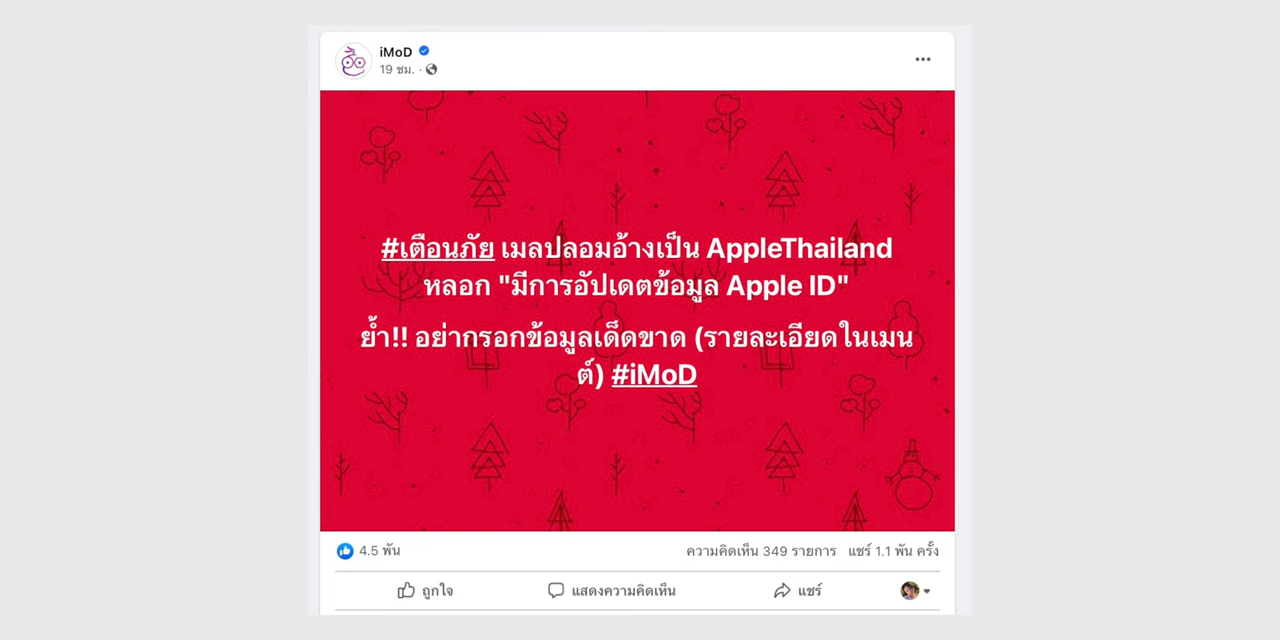 iMoD
19 ชม. ·
#เตือนภัย เมลปลอมอ้างเป็น AppleThailand
หลอก "มีการอัปเดตข้อมูล Apple ID"
ย้ำ!! อย่ากรอกข้อมูลเด็ดขาด (รายละเอียดในเมน
ต์) #iMoD
4.5 พัน
ความคิดเห็น 349 รายการ แชร์ 1.1 พัน ครั้ง
ถูกใจ แสดงความคิดเห็น แชร์